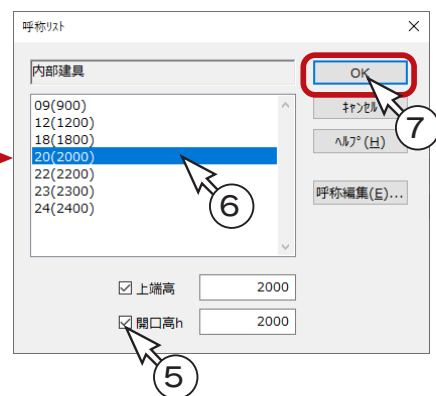 呼称リスト
内部建具
OK
09(900)
12(1200)
18(1800)
20(2000)
22(2200)
23(2300)
24(2400)
ｷｬﾝｾﾙ
ﾍﾙﾌﾟ(H)
呼称編集(E)...
上端高 2000
開口高h 2000
⑦
⑥
⑤